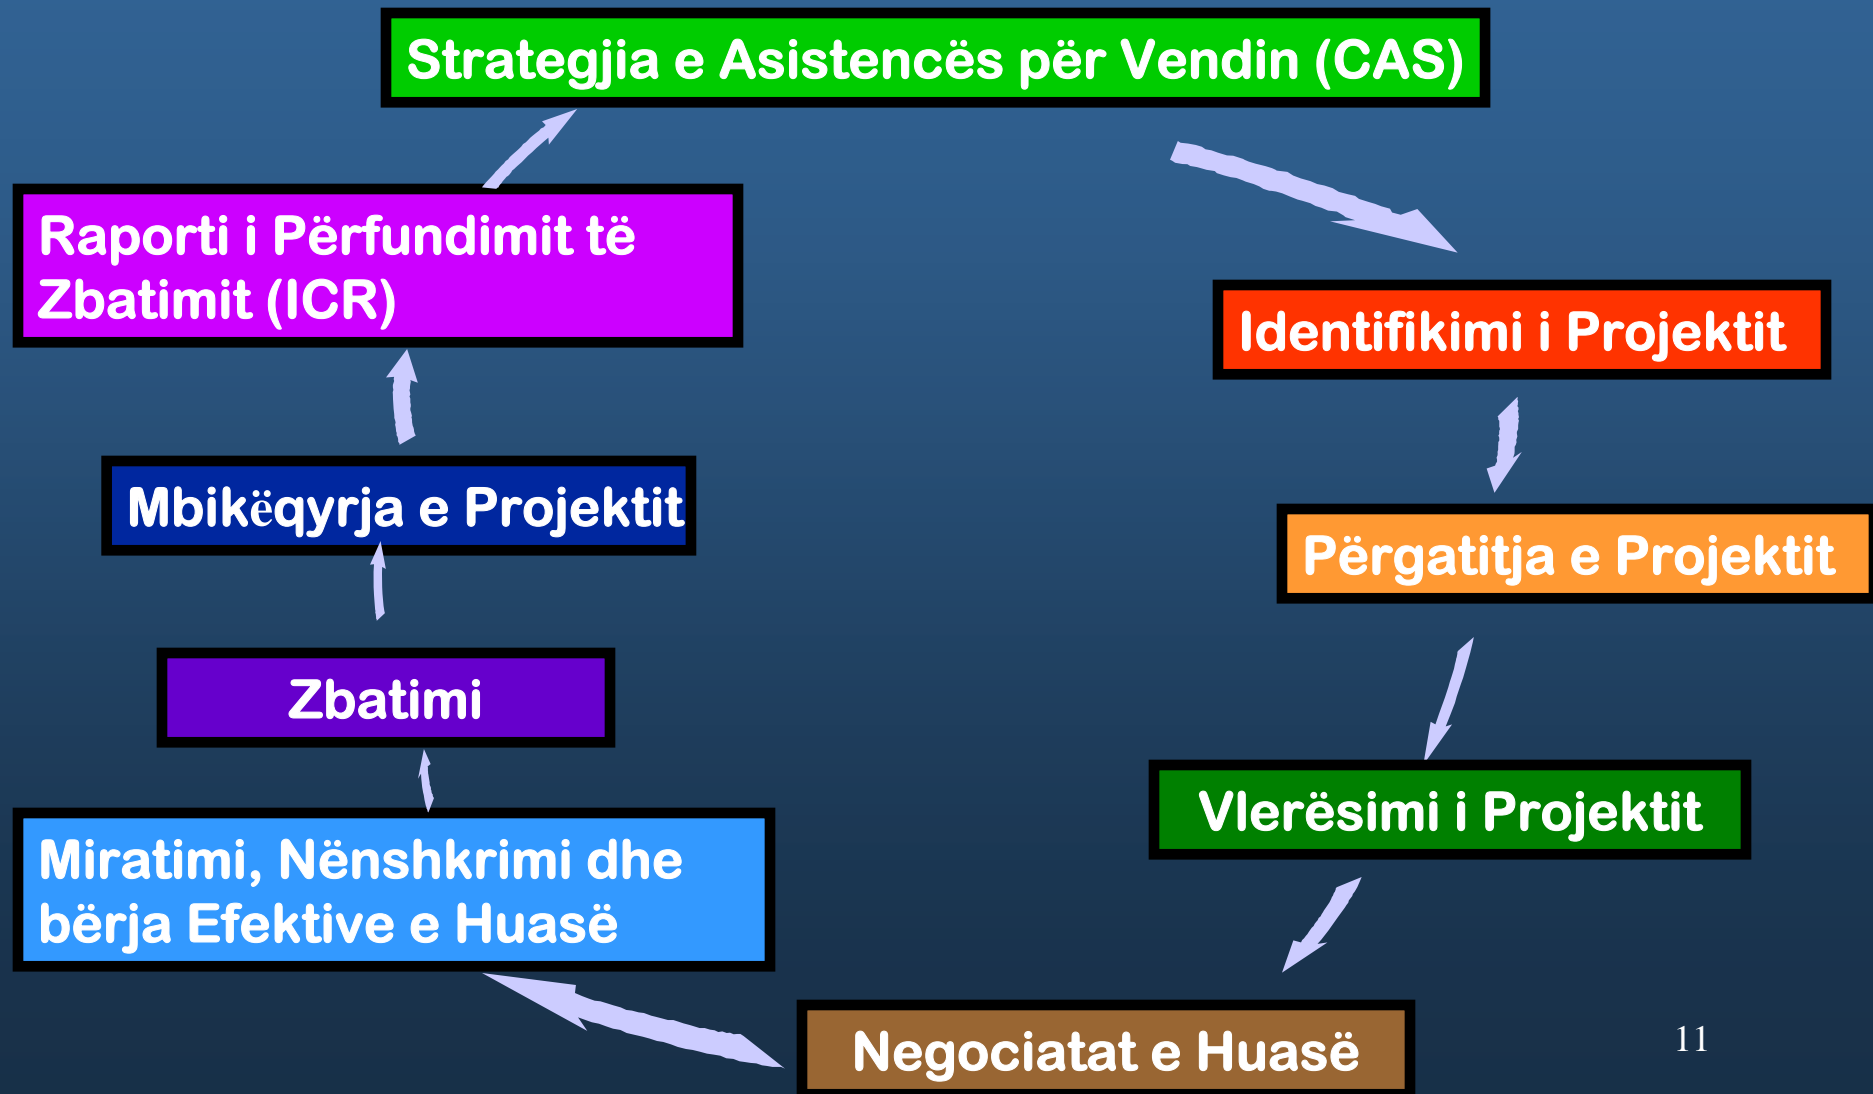 Strategjia e Asistencës për Vendin (CAS)
Raporti i Përfundimit të
Zbatimit (ICR)
Identifikimi i Projektit
Mbikëqyrja e Projektit
Përgatitja e Projektit
Zbatimi
Vlerësimi i Projektit
Miratimi, Nënshkrimi dhe
bërja Efektive e Huasë
Negociatat e Huasë
11